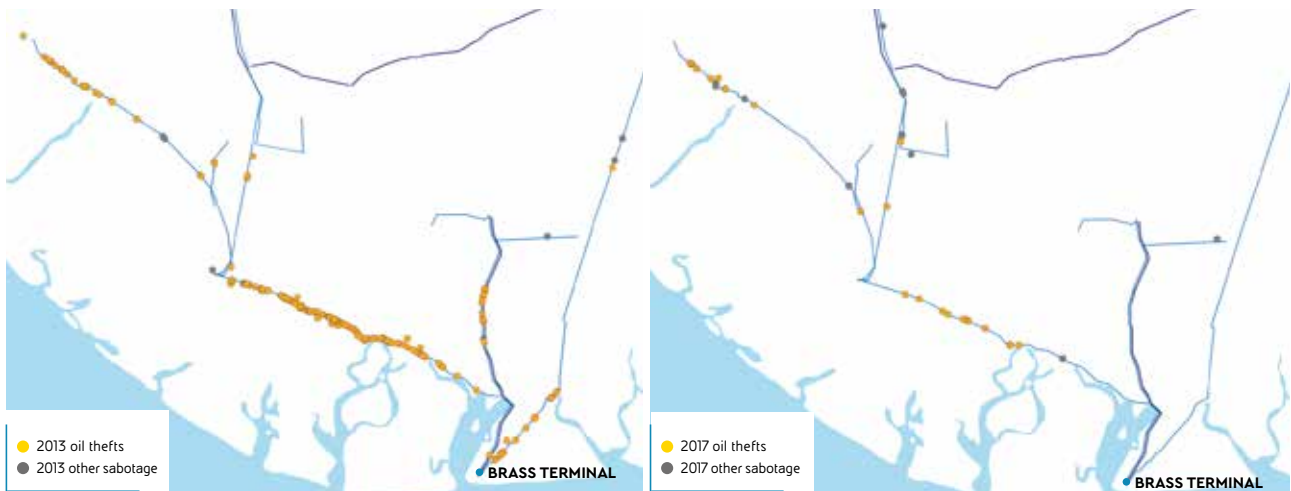 2013 oil thefts
2013 other sabotage
BRASS TERMINAL
2017 oil thefts
2017 other sabotage
BRASS TERMINAL